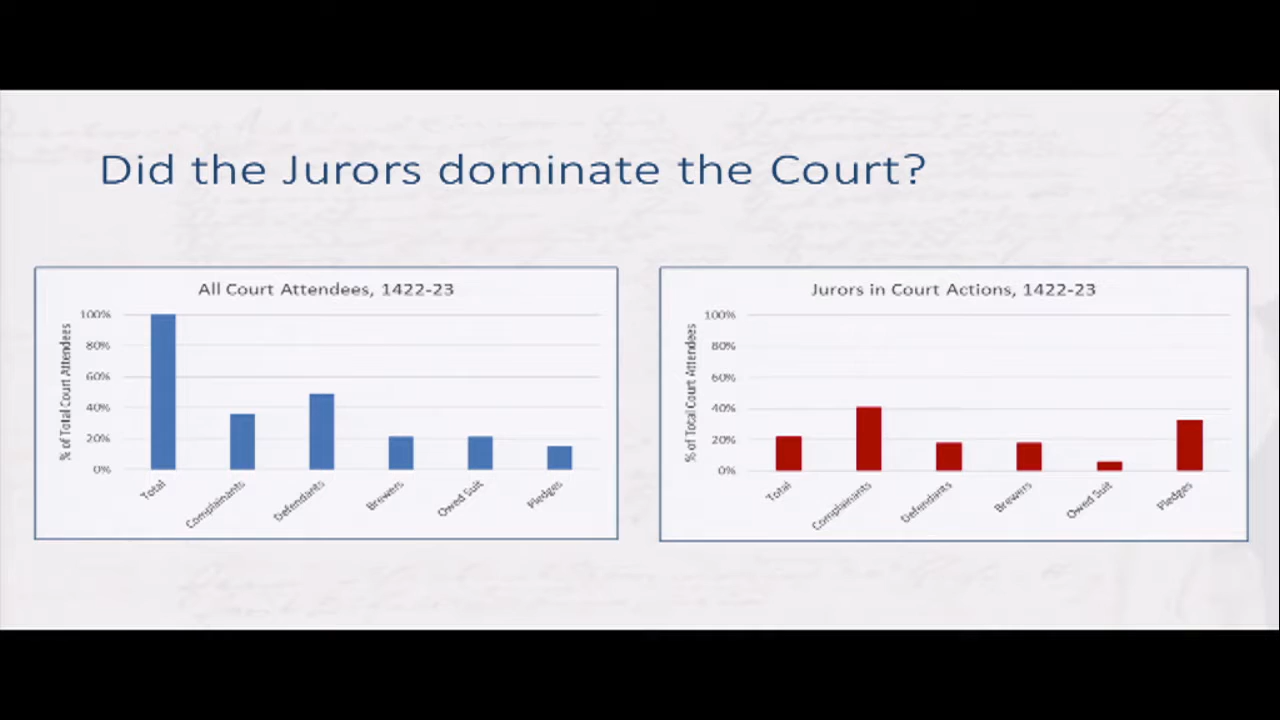 Did the Jurors dominate the Court?
All Court Attendees, 1422-23
% of Total Court Attendees
100%
80%
60%
40%
20%
0%
Total
Complainants
Defendants
Brewers
Owed Suit
Pledges
Jurors in Court Actions, 1422-23
% of Total Court Attendees
100%
80%
60%
40%
20%
0%
Total
Complainants
Defendants
Brewers
Owed Suit
Pledges